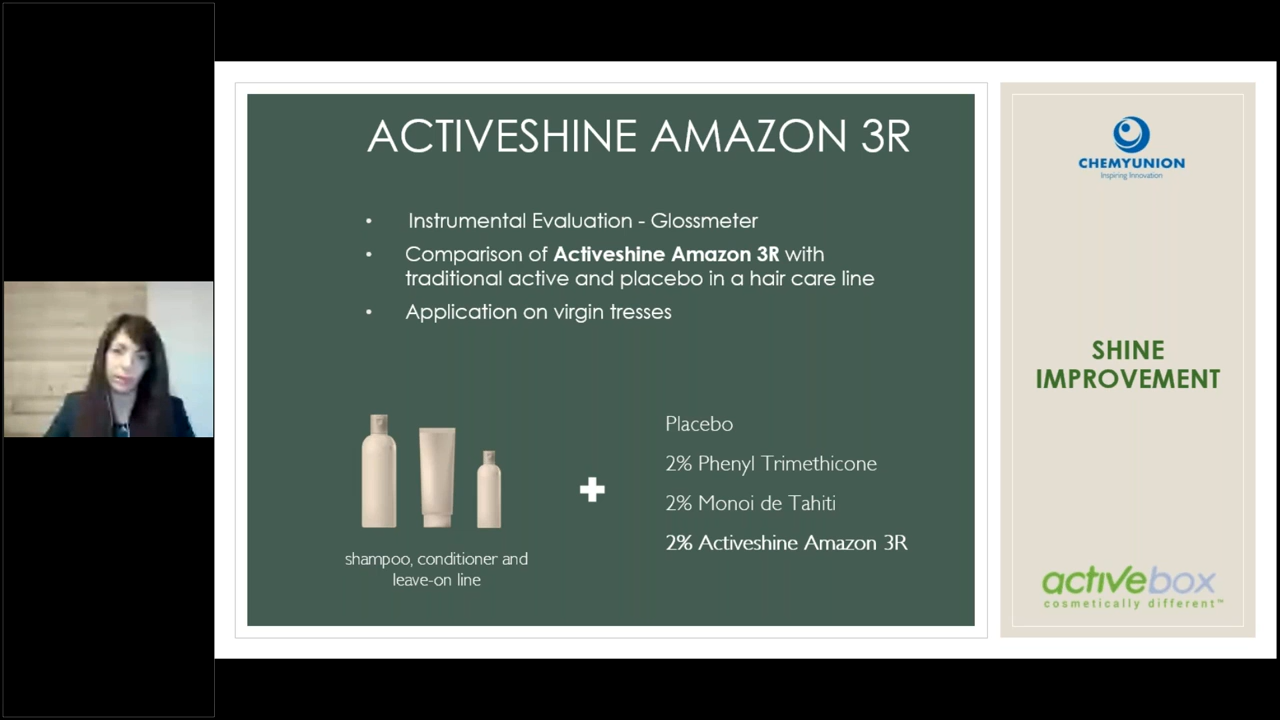 ACTIVESHINE AMAZON 3R
• Instrumental Evaluation - Glossmeter
• Comparison of Activeshine Amazon 3R with
traditional active and placebo in a hair care line
• Application on virgin tresses
shampoo, conditioner and
leave-on line
Placebo
2% Phenyl Trimethicone
2% Monoi de Tahiti
2% Activeshine Amazon 3R
CHEMYUNION
Inspiring Innovation
SHINE
IMPROVEMENT
activebox
cosmetically different™